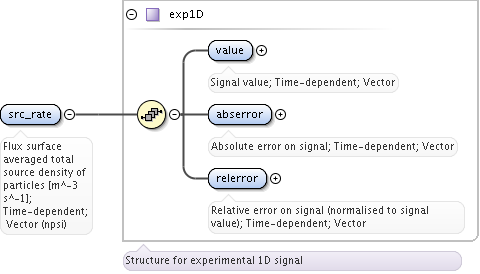 exp1D
value
Signal value; Time-dependent; Vector
src_rate
Flux surface
averaged total
source density of
particles [m^-3
s^-1];
Time-dependent;
Vector (npsi)
abserror
Absolute error on signal; Time-dependent; Vector
relerror
Relative error on signal (normalised to signal
value); Time-dependent; Vector
Structure for experimental 1D signal